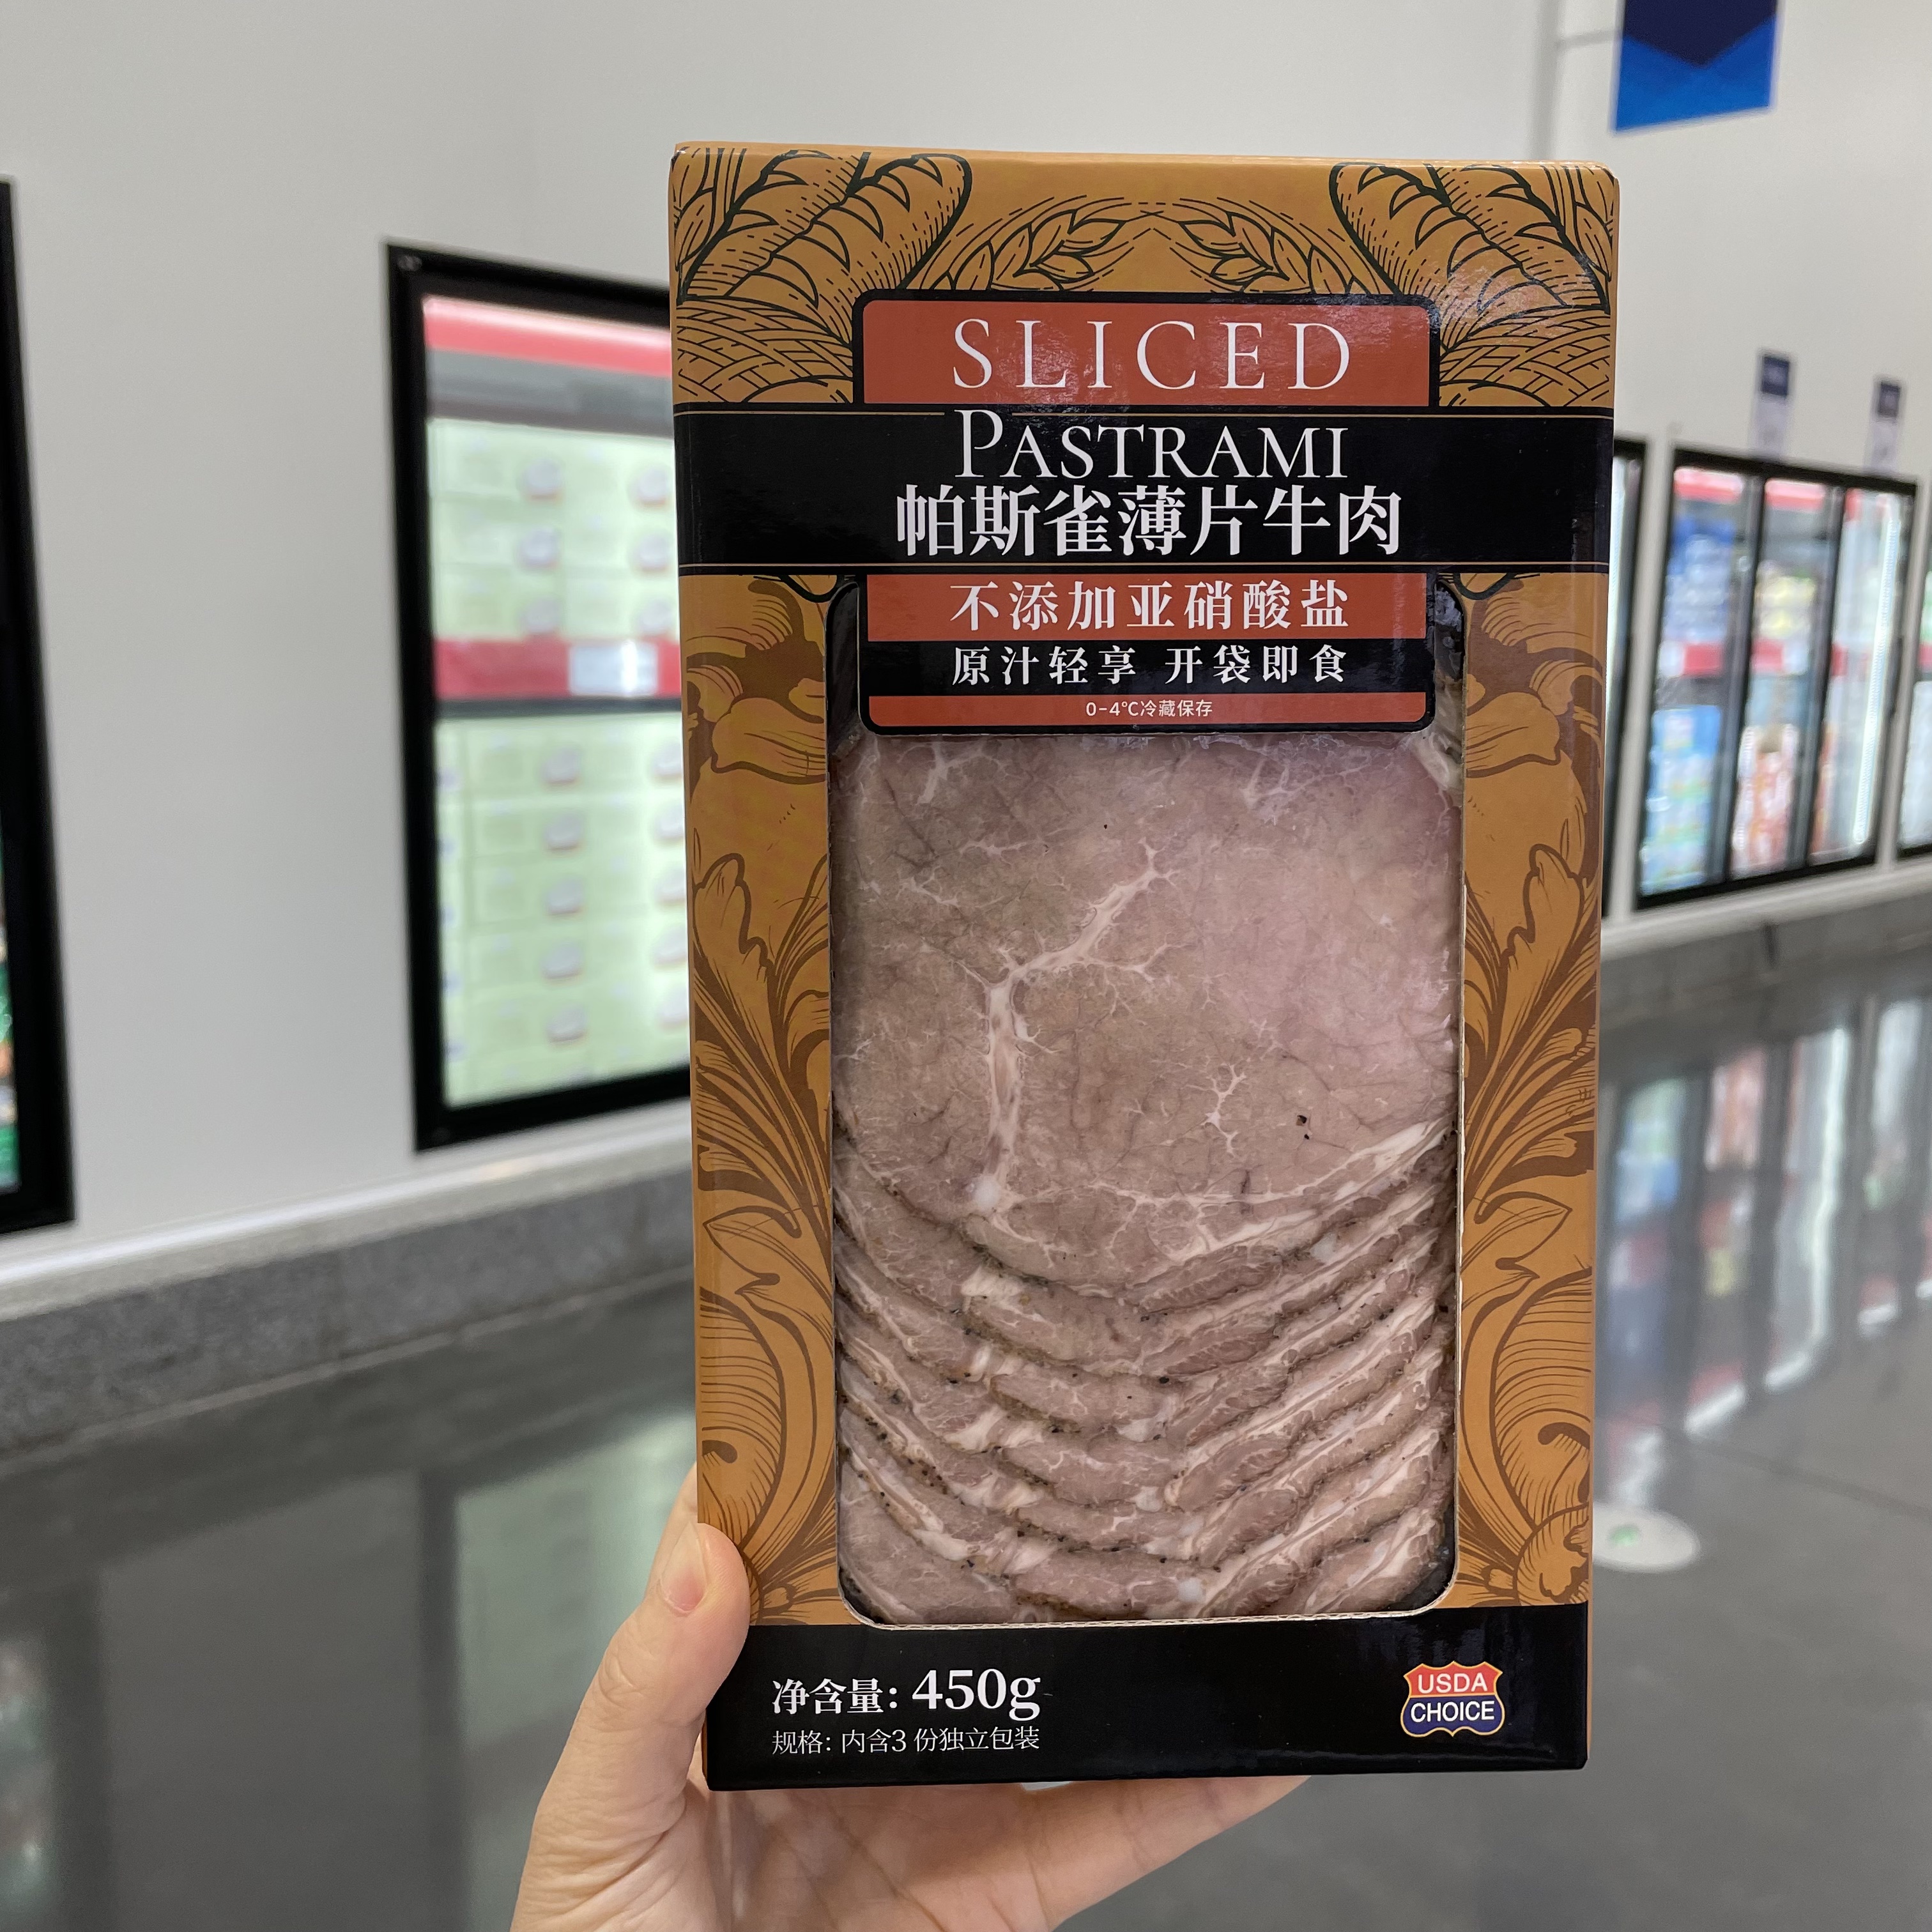 SLICED
PASTRAMI
帕斯雀薄片牛肉
不添加亚硝酸盐
原汁轻享 开袋即食
0-4℃冷藏保存
净含量: 450g
规格: 内含3 份独立包装
USDA
CHOICE